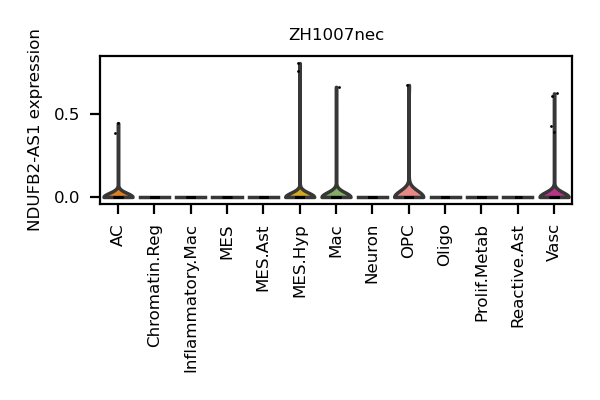 ZH1007nec
NDUFB2-AS1 expression
0.5
0.0
AC
Chromatin.Reg
Inflammatory.Mac
MES
MES.Ast
MES.Hyp
Mac
Neuron
OPC
Oligo
Prolif.Metab
Reactive.Ast
Vasc